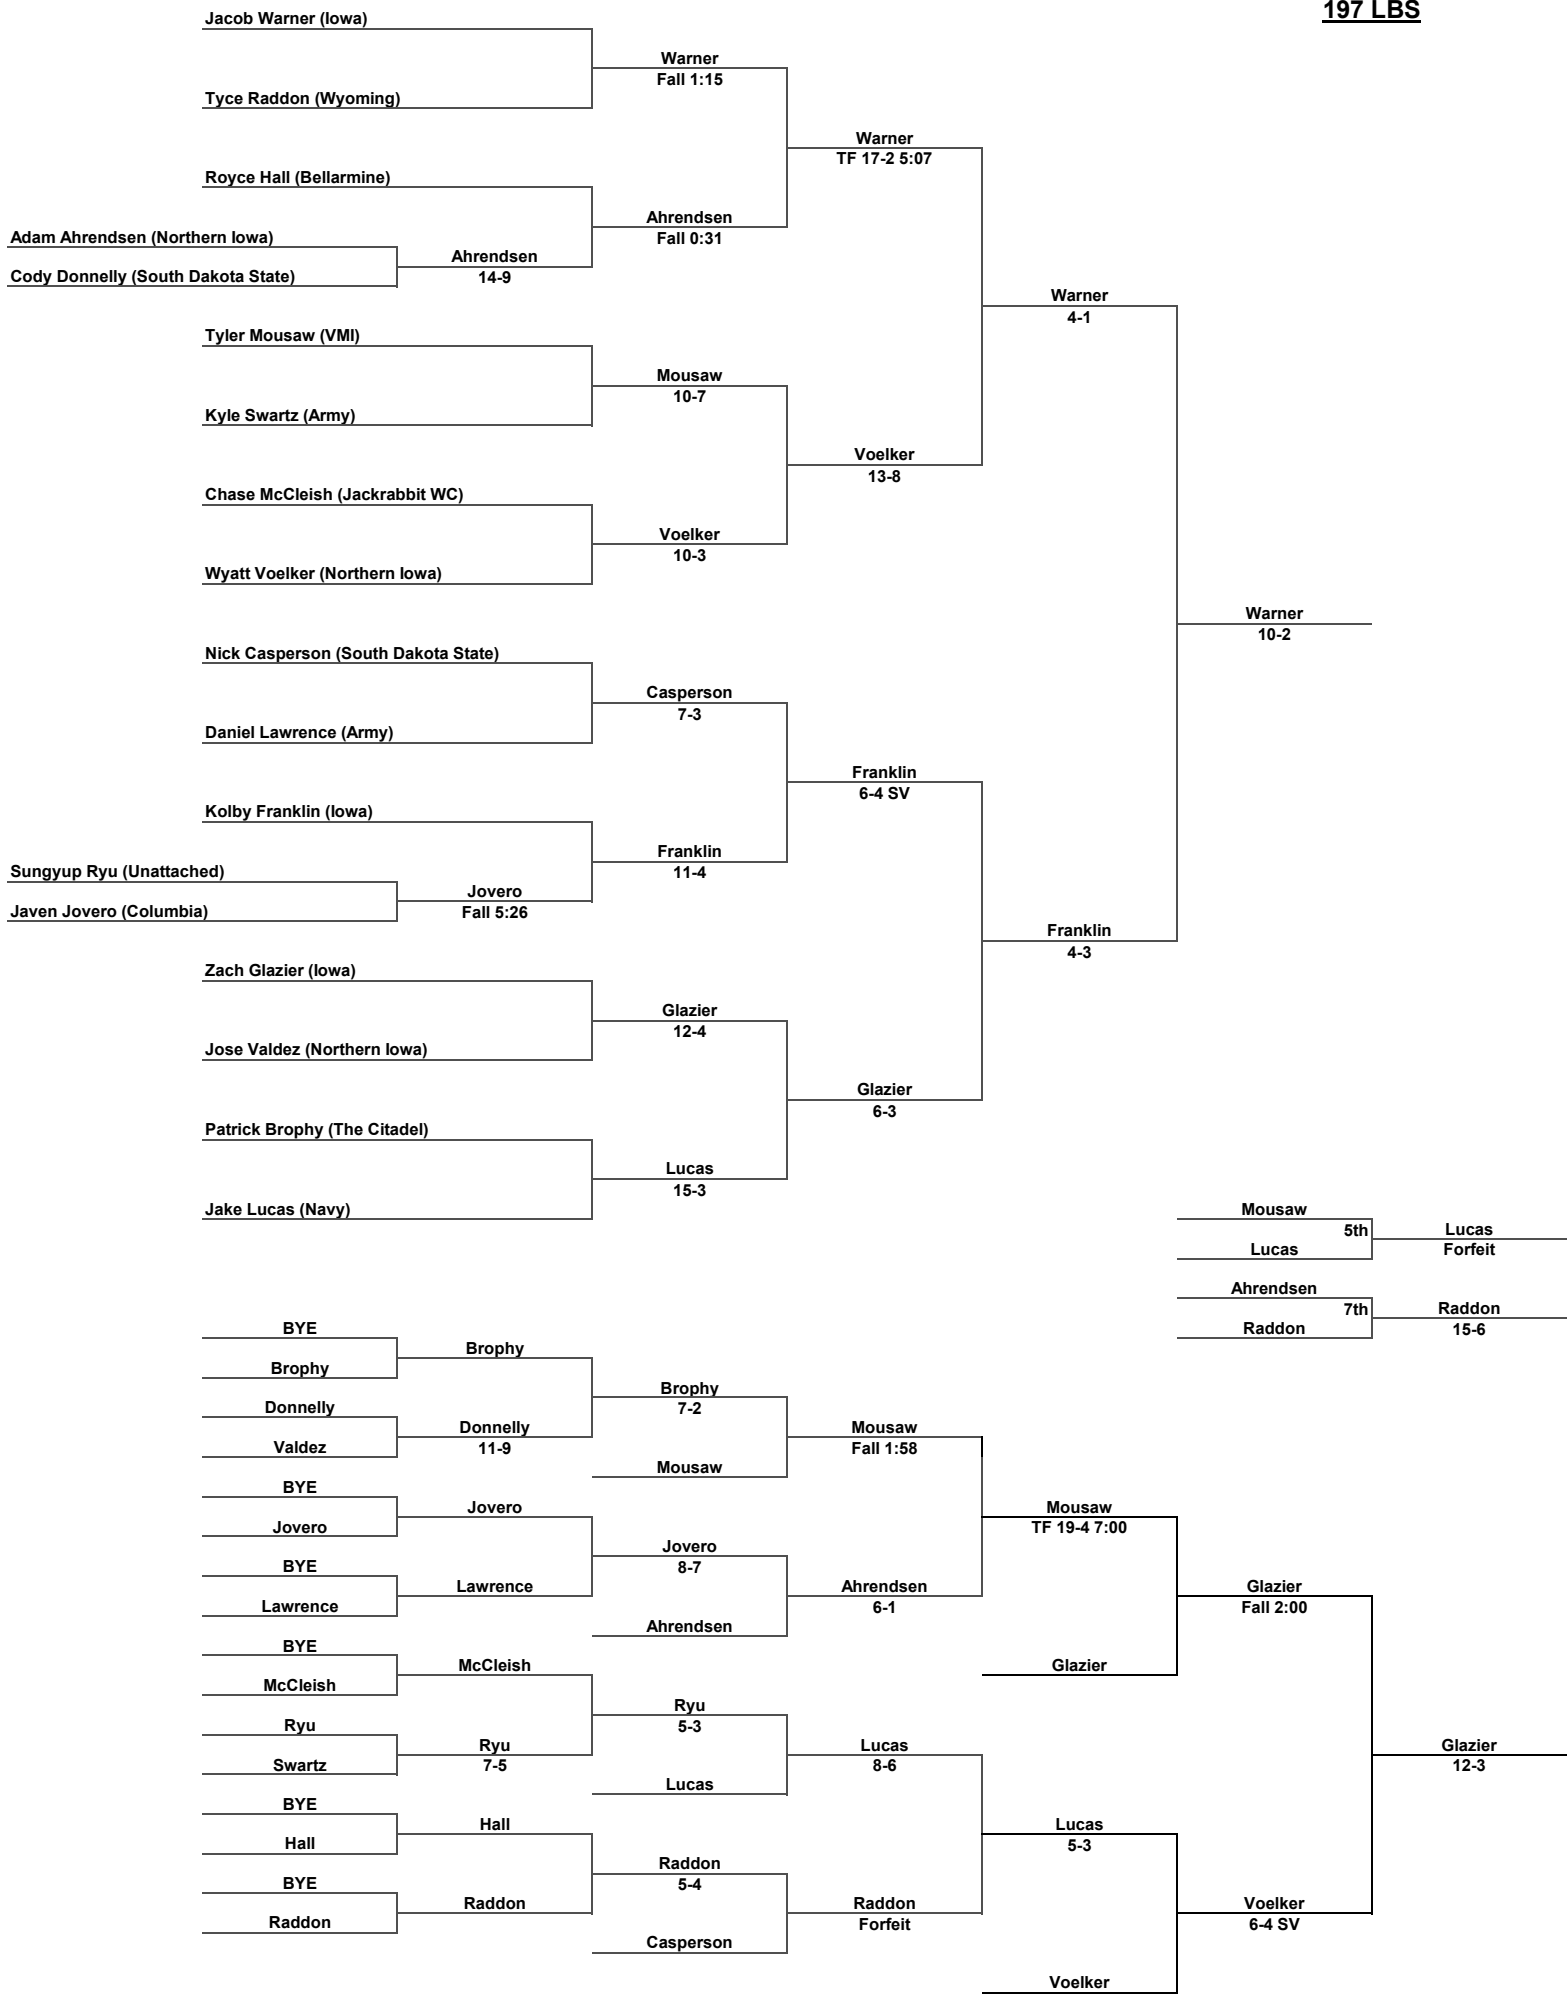 197 LBS
Jacob Warner (Iowa)
Warner
Fall 1:15
Tyce Raddon (Wyoming)
Warner
TF 17-2 5:07
Royce Hall (Bellarmine)
Ahrendsen
Fall 0:31
Adam Ahrendsen (Northern Iowa)
Ahrendsen
14-9
Cody Donnelly (South Dakota State)
Warner
4-1
Tyler Mousaw (VMI)
Mousaw
10-7
Kyle Swartz (Army)
Voelker
13-8
Chase McCleish (Jackrabbit WC)
Voelker
10-3
Wyatt Voelker (Northern Iowa)
Warner
10-2
Nick Casperson (South Dakota State)
Casperson
7-3
Daniel Lawrence (Army)
Franklin
6-4 SV
Kolby Franklin (Iowa)
Franklin
11-4
Sungyup Ryu (Unattached)
Jovero
Fall 5:26
Javen Jovero (Columbia)
Franklin
4-3
Zach Glazier (Iowa)
Glazier
12-4
Jose Valdez (Northern Iowa)
Glazier
6-3
Patrick Brophy (The Citadel)
Lucas
15-3
Jake Lucas (Navy)
Mousaw
5th
Lucas
Lucas
Forfeit
Ahrendsen
7th
Raddon
Raddon
15-6
BYE
Brophy
Brophy
Brophy
7-2
Donnelly
Donnelly
11-9
Valdez
Mousaw
Fall 1:58
Mousaw
BYE
Jovero
Jovero
Mousaw
TF 19-4 7:00
Jovero
8-7
BYE
Lawrence
Lawrence
Ahrendsen
6-1
Glazier
Fall 2:00
Ahrendsen
BYE
McCleish
McCleish
Glazier
Ryu
5-3
Ryu
Ryu
7-5
Swartz
Lucas
8-6
Glazier
12-3
Lucas
BYE
Hall
Hall
Lucas
5-3
Raddon
5-4
BYE
Raddon
Raddon
Raddon
Forfeit
Voelker
6-4 SV
Casperson
Voelker